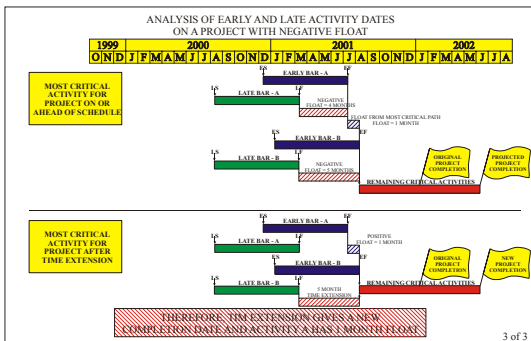 ANALYSIS OF EARLY AND LATE ACTIVITY DATES
ON A PROJECT WITH NEGATIVE FLOAT
1999 2000 2001 2002
O N D J F M A M J J A S O N D J F M A M J J A S O N D J F M A M J J A
MOST CRITICAL
ACTIVITY FOR
PROJECT ON OR
AHEAD OF SCHEDULE
ES EF
EARLY BAR - A
LS LF
LATE BAR - A
NEGATIVE
FLOAT = 4 MONTHS
FLOAT FROM MOST CRITICAL PATH
FLOAT = 1 MONTH
ES EF
EARLY BAR - B
LS LF
LATE BAR - B
NEGATIVE
FLOAT = 5 MONTHS
ORIGINAL
PROJECT
COMPLETION
PROJECTED
PROJECT
COMPLETION
REMAINING CRITICAL ACTIVITIES
MOST CRITICAL
ACTIVITY FOR
PROJECT AFTER
TIME EXTENSION
ES EF
EARLY BAR - A
LS LF
LATE BAR - A
POSITIVE
FLOAT = 1 MONTH
ES EF
EARLY BAR - B
LS LF
LATE BAR - B
5 MONTH
TIME EXTENSION
ORIGINAL
PROJECT
COMPLETION
NEW
PROJECT
COMPLETION
REMAINING CRITICAL ACTIVITIES
THEREFORE, TIM EXTENSION GIVES A NEW
COMPLETION DATE AND ACTIVITY A HAS 1 MONTH FLOAT
3 of 3